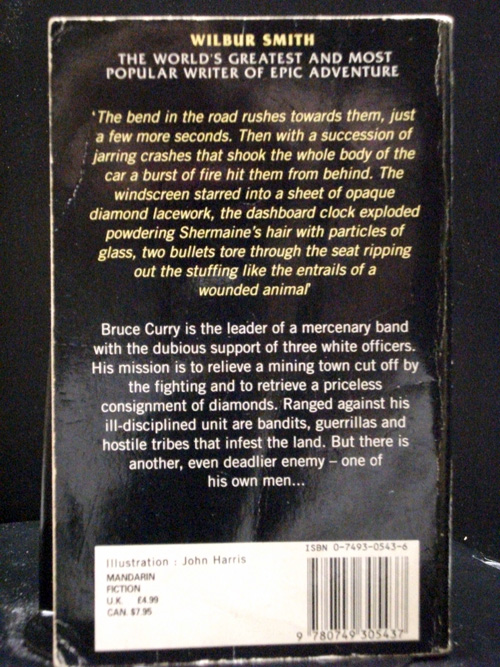 WILBUR SMITH
THE WORLD'S GREATEST AND MOST
POPULAR WRITER OF EPIC ADVENTURE
'The bend in the road rushes towards them, just
a few more seconds. Then with a succession of
jarring crashes that shook the whole body of the
car a burst of fire hit them from behind. The
windscreen starred into a sheet of opaque
diamond lacework, the dashboard clock exploded
powdering Shermaine's hair with particles of
glass, two bullets tore through the seat ripping
out the stuffing like the entrails of a
wounded animal'
Bruce Curry is the leader of a mercenary band
with the dubious support of three white officers.
His mission is to relieve a mining town cut off by
the fighting and to retrieve a priceless
consignment of diamonds. Ranged against his
ill-disciplined unit are bandits, guerrillas and
hostile tribes that infest the land. But there is
another, even deadlier enemy – one of
his own men...
Illustration : John Harris
MANDARIN
FICTION
U.K. £4.99
CAN. $7.95
ISBN 0-7493-0543-6
9 780749 305437